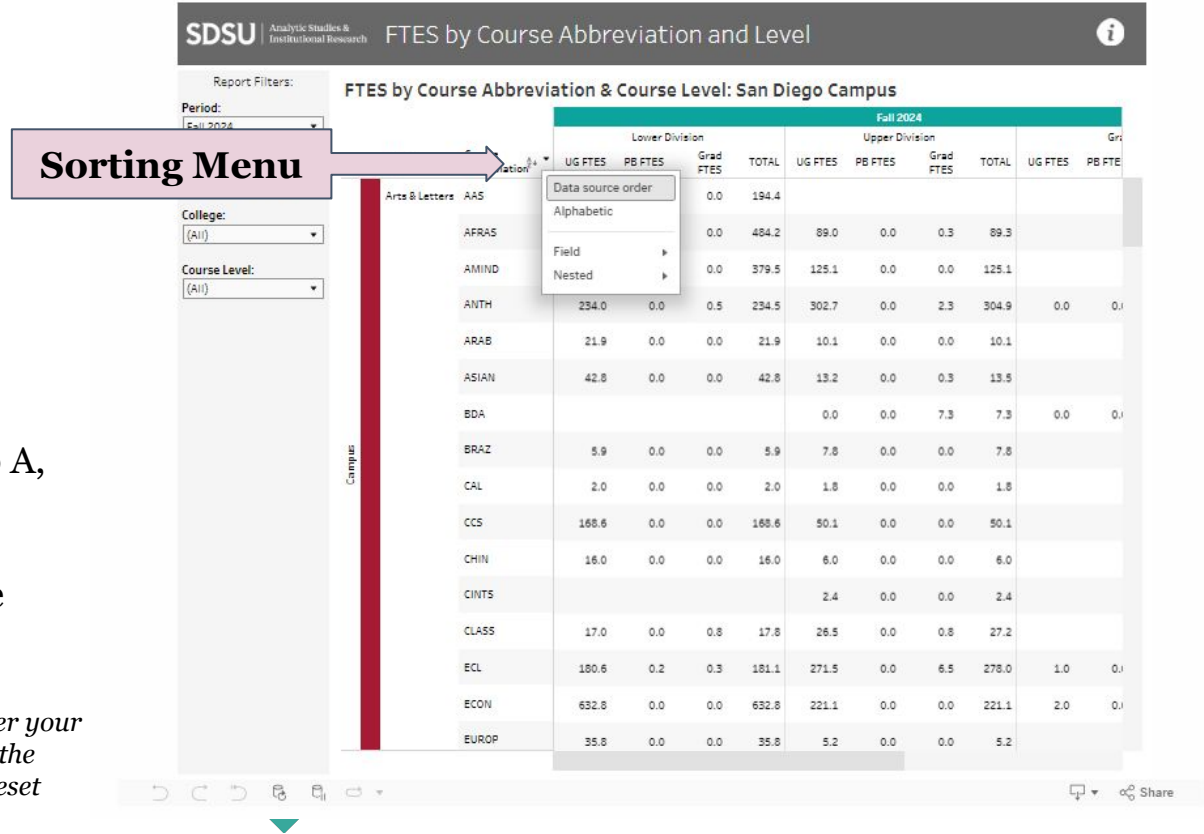 SDSU Analytic Studies & Institutional Research FTES by Course Abbreviation and Level
Report Filters:
FTES by Course Abbreviation & Course Level: San Diego Campus
Period:
Fall 2024
Fall 2024
Lower Division Upper Division
UG FTES PB FTES Grad FTES TOTAL UG FTES PB FTES Grad FTES TOTAL UG FTES
Sorting Menu
Data source order
Alphabetic
Field
Nested
College:
(All)
Course Level:
(All)
Campus
Arts & Letters AAS 0.0 194.4
AFRAS 0.0 484.2 89.0 0.0 0.3 89.3
AMIND 0.0 379.5 125.1 0.0 0.0 125.1
ANTH 234.0 0.0 0.5 234.5 302.7 0.0 2.3 304.9 0.0
ARAB 21.9 0.0 0.0 21.9 10.1 0.0 0.0 10.1
ASIAN 42.8 0.0 0.0 42.8 13.2 0.0 0.3 13.5
BDA 0.0 0.0 7.3 7.3 0.0
BRAZ 5.9 0.0 0.0 5.9 7.8 0.0 0.0 7.8
CAL 2.0 0.0 0.0 2.0 1.8 0.0 0.0 1.8
CCS 168.6 0.0 0.0 168.6 50.1 0.0 0.0 50.1
CHIN 16.0 0.0 0.0 16.0 6.0 0.0 0.0 6.0
CINTS 2.4 0.0 0.0 2.4
CLASS 17.0 0.0 0.8 17.8 26.5 0.0 0.8 27.2
ECL 180.6 0.2 0.3 181.1 271.5 0.0 6.5 278.0 1.0
ECON 632.8 0.0 0.0 632.8 221.1 0.0 0.0 221.1 2.0
EUROP 35.8 0.0 0.0 35.8 5.2 0.0 0.0 5.2
A,
your
the
Share